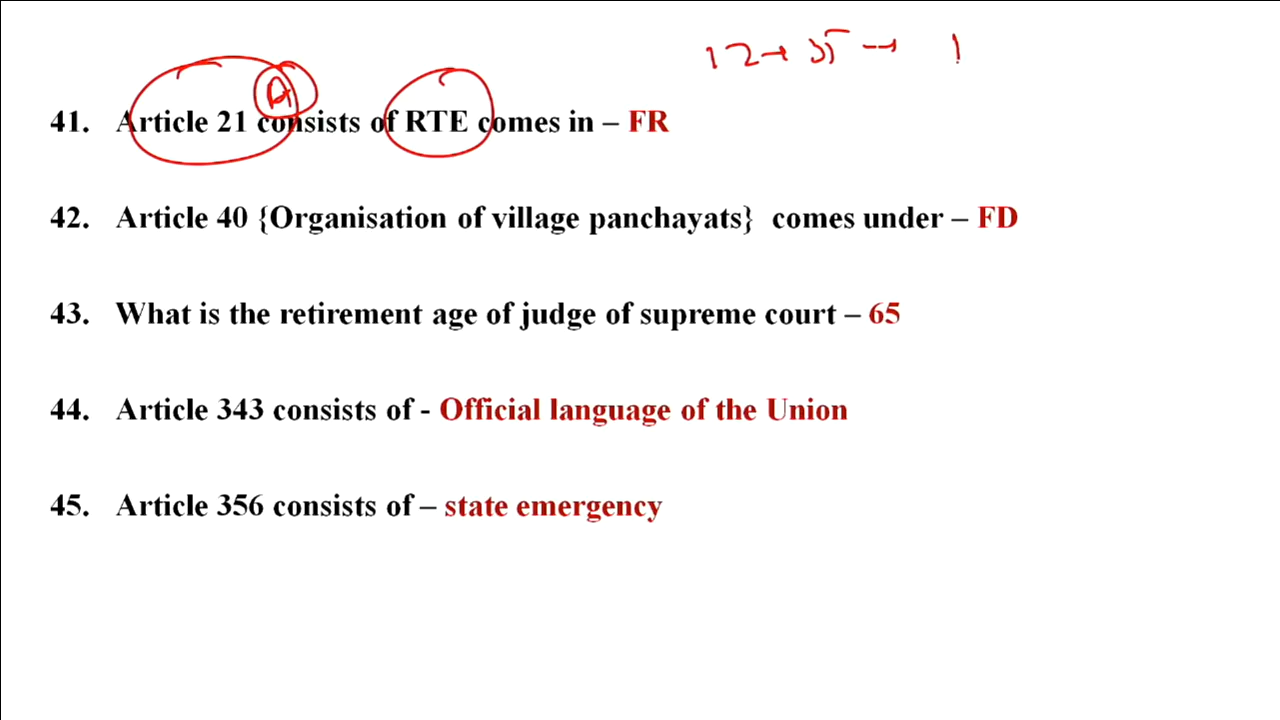 12 → 35 → 1
A
41. Article 21 consists of RTE comes in – FR
42. Article 40 {Organisation of village panchayats} comes under – FD
43. What is the retirement age of judge of supreme court – 65
44. Article 343 consists of - Official language of the Union
45. Article 356 consists of – state emergency